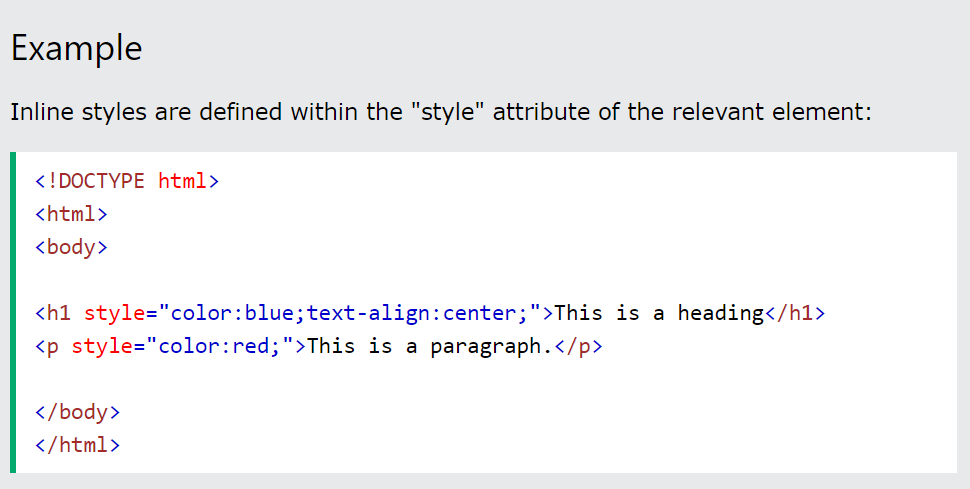 Example
Inline styles are defined within the "style" attribute of the relevant element:
<!DOCTYPE html>
<html>
<body>
<h1 style="color:blue;text-align:center;">This is a heading</h1>
<p style="color:red;">This is a paragraph.</p>
</body>
</html>